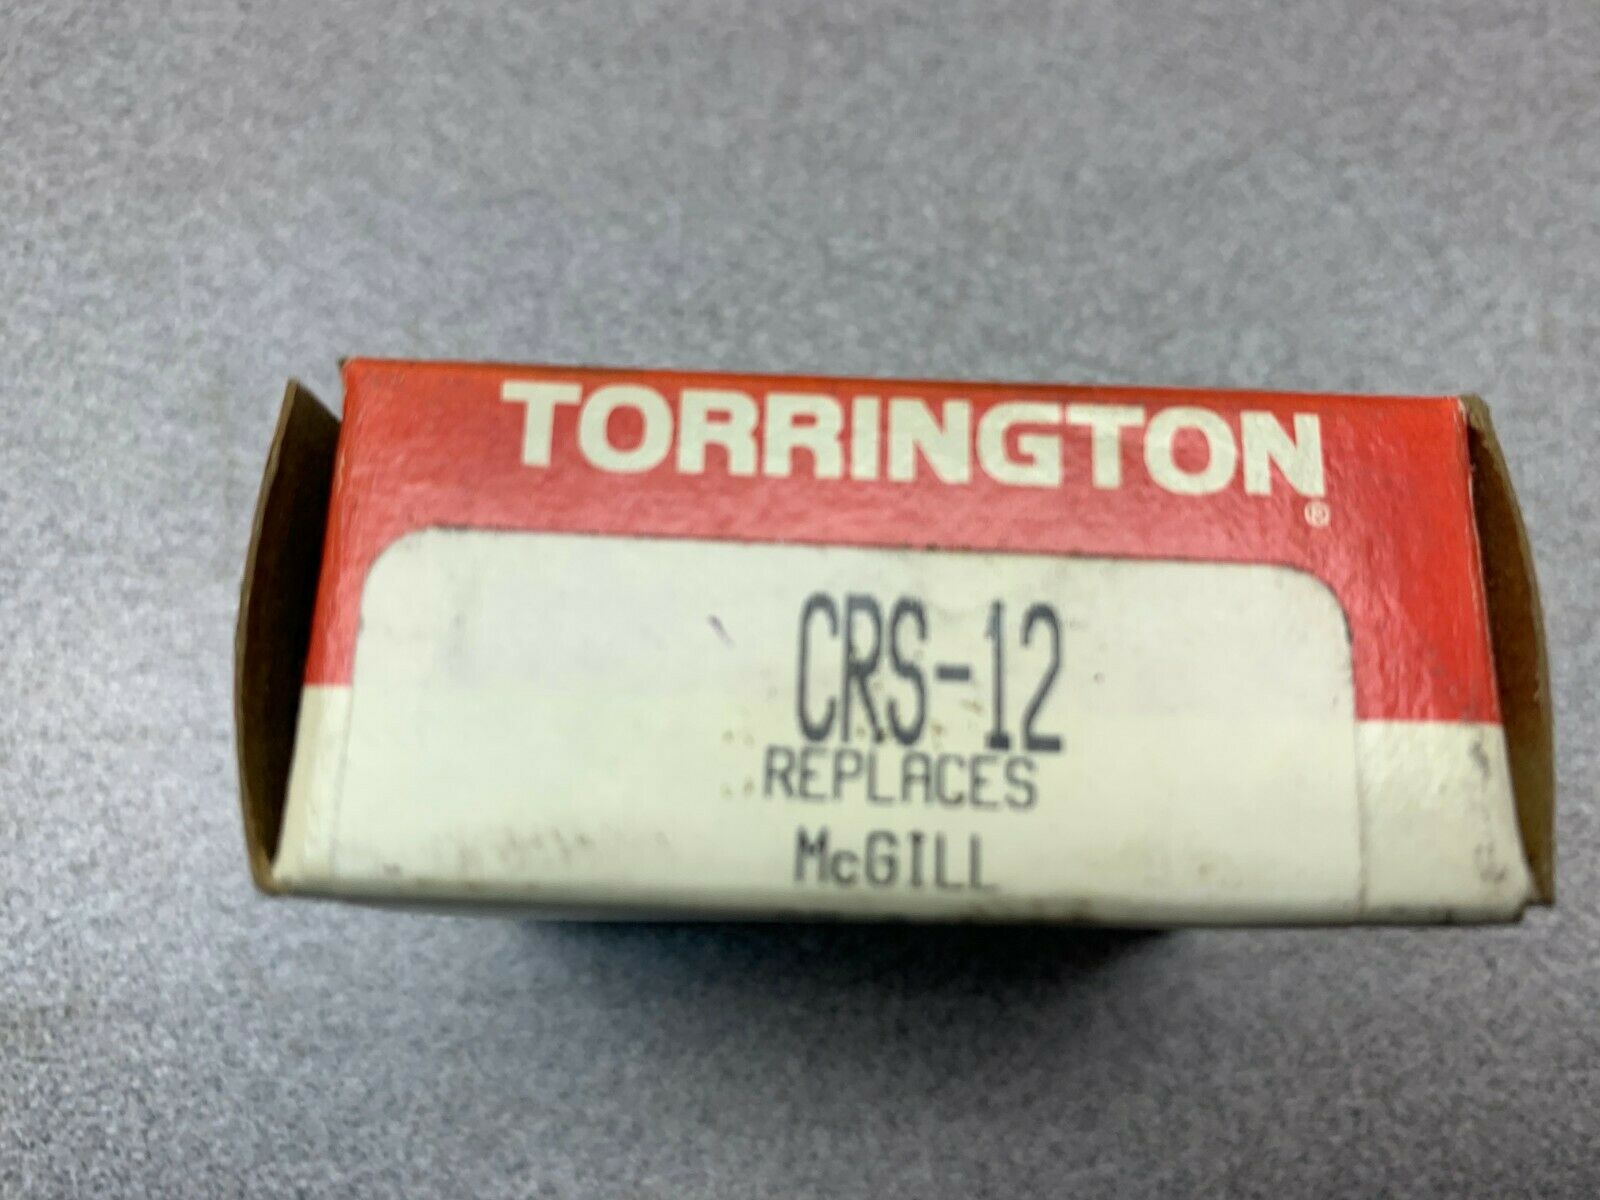 TORRINGTON
®
CRS-12
REPLACES
McGILL